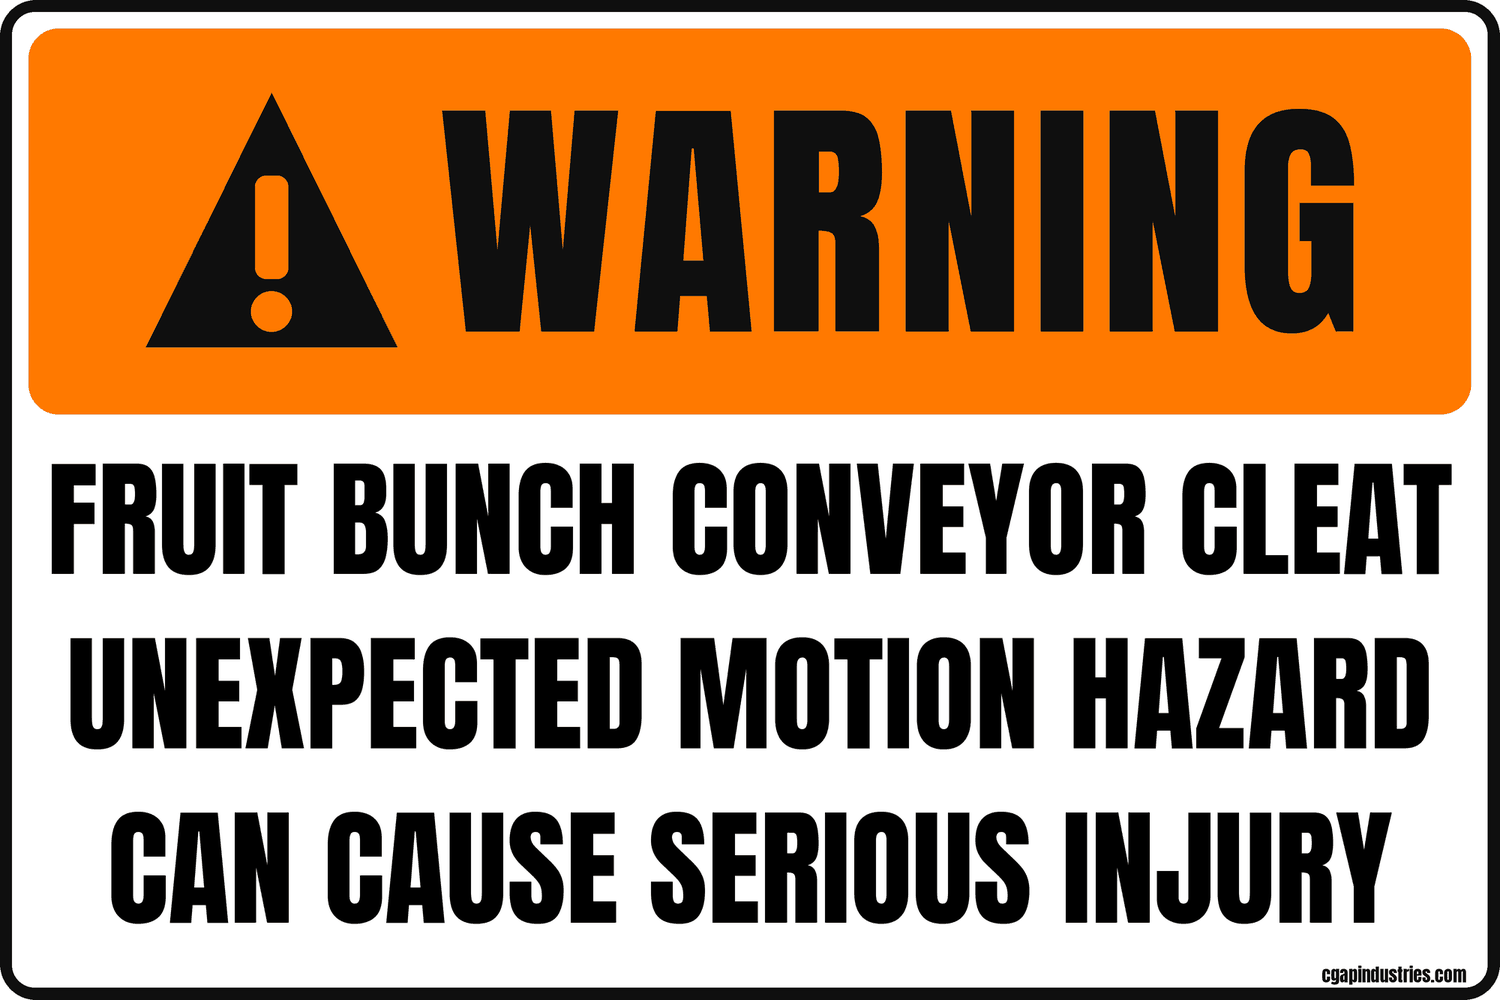 WARNING
FRUIT BUNCH CONVEYOR CLEAT
UNEXPECTED MOTION HAZARD
CAN CAUSE SERIOUS INJURY
cgapindustries.com